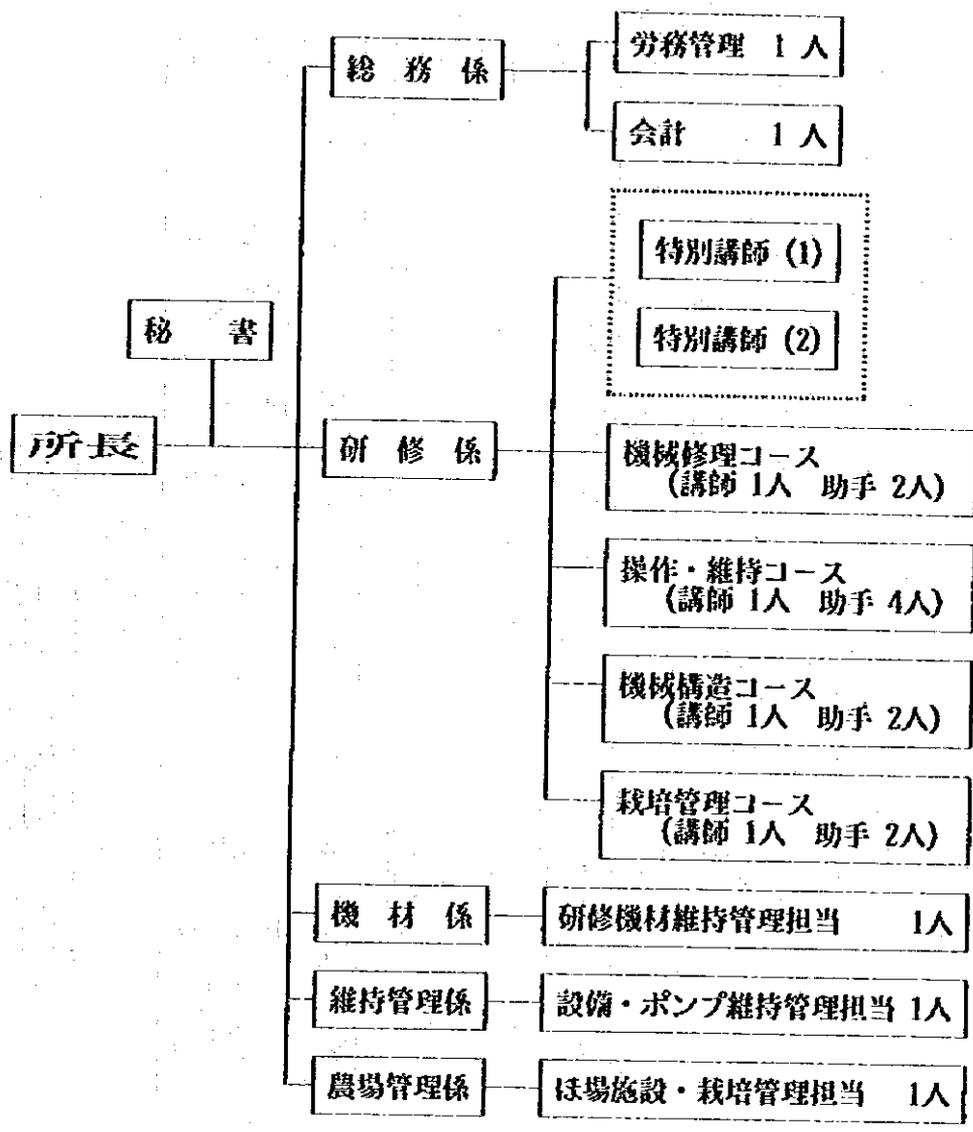 総務係
労務管理 1人
会計 1人
特別講師 (1)
秘書
特別講師 (2)
所長
研修係
機械修理コース
(講師 1人 助手 2人)
操作・維持コース
(講師 1人 助手 4人)
機械構造コース
(講師 1人 助手 2人)
栽培管理コース
(講師 1人 助手 2人)
機材係
研修機材維持管理担当 1人
維持管理係
設備・ポンプ維持管理担当 1人
農場管理係
ほ場施設・栽培管理担当 1人